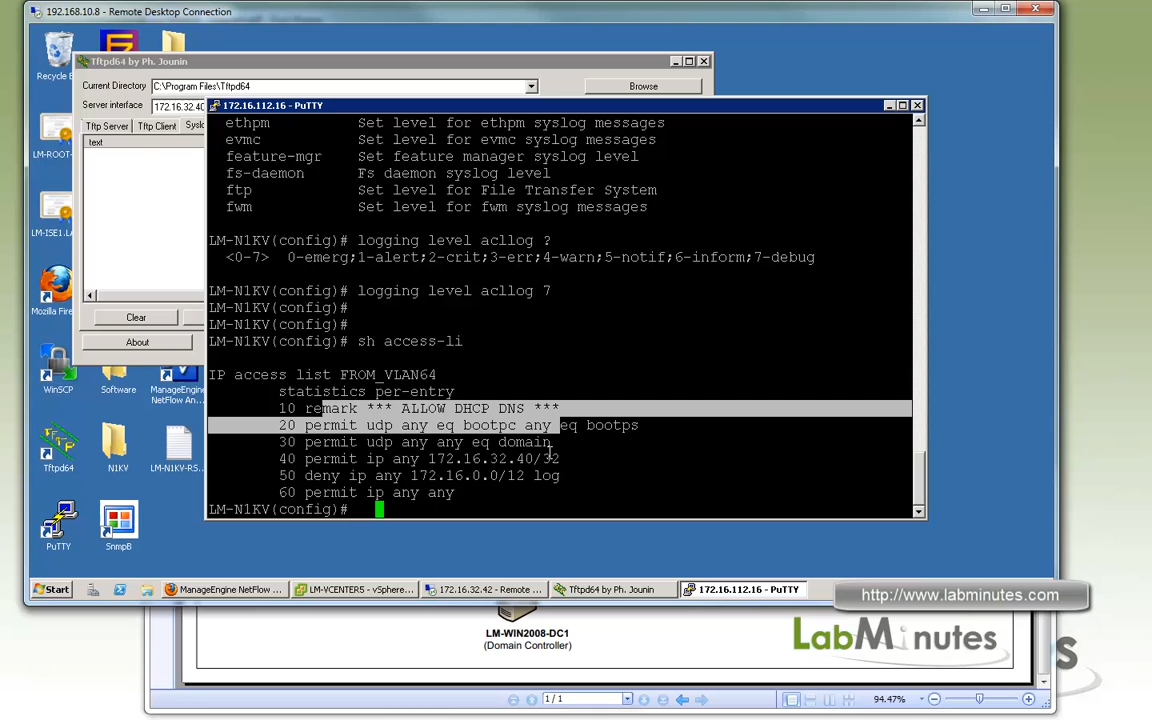 192.168.10.8 - Remote Desktop Connection
Recycle
Tftpd64 by Ph. Jounin
Current Directory
C:\Program Files\Tftpd64
Browse
Server interface
172.16.32.40
Tftp Server
Tftp Client
text
Clear
About
LM-ROOT-
LM-ISE1.L
Mozilla Fire
WinSCP
Software
ManageEngine
NetFlow An
Tftpd64
N1KV
LM-N1KV-S
PuTTY
SnmpB
172.16.112.16 - PuTTY
ethpm Set level for ethpm syslog messages
evmc Set level for evmc syslog messages
feature-mgr Set feature manager syslog level
fs-daemon Fs daemon syslog level
ftp Set level for File Transfer System
fwm Set level for fwm syslog messages
LM-N1KV(config)# logging level acllog ?
<0-7> 0-emerg;1-alert;2-crit;3-err;4-warn;5-notif;6-inform;7-debug
LM-N1KV(config)# logging level acllog 7
LM-N1KV(config)#
LM-N1KV(config)#
LM-N1KV(config)# sh access-li
IP access list FROM_VLAN64
statistics per-entry
10 remark *** ALLOW DHCP DNS ***
20 permit udp any eq bootpc any eq bootps
30 permit udp any any eq domain
40 permit ip any 172.16.32.40/32
50 deny ip any 172.16.0.0/12 log
60 permit ip any any
LM-N1KV(config)#
Start
ManageEngine NetFlow ...
LM-VCENTER5 - vSphere...
172.16.32.42 - Remote ...
Tftpd64 by Ph. Jounin
172.16.112.16 - PuTTY
http://www.labminutes.com
LM-WIN2008-DC1
(Domain Controller)
LabMinutes
1 / 1
94.47%